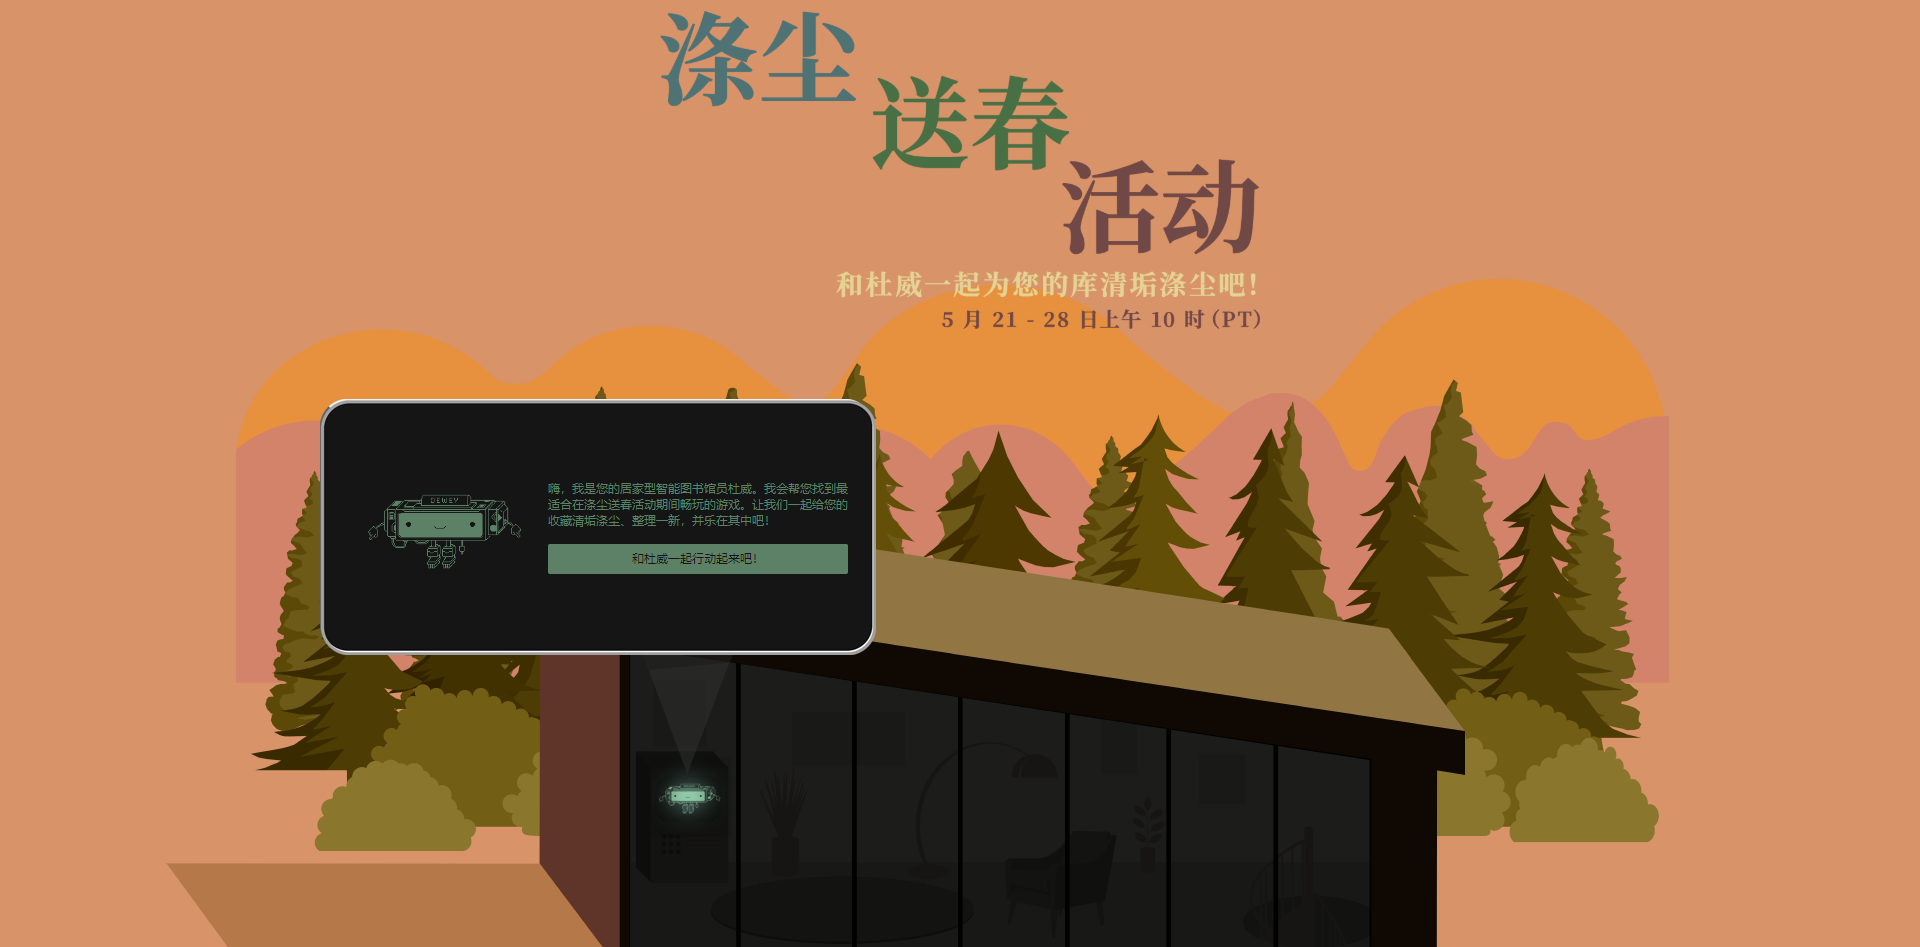 涤尘
送春
活动
和杜威一起为您的库清垢涤尘吧!
5 月 21 - 28 日上午 10 时 (PT)
DEWEY
嗨，我是您的居家型智能图书馆员杜威。我会帮您找到最
适合在涤尘送春活动期间畅玩的游戏。让我们一起给您的
收藏清垢涤尘、整理一新，并乐在其中吧！
和杜威一起行动起来吧！